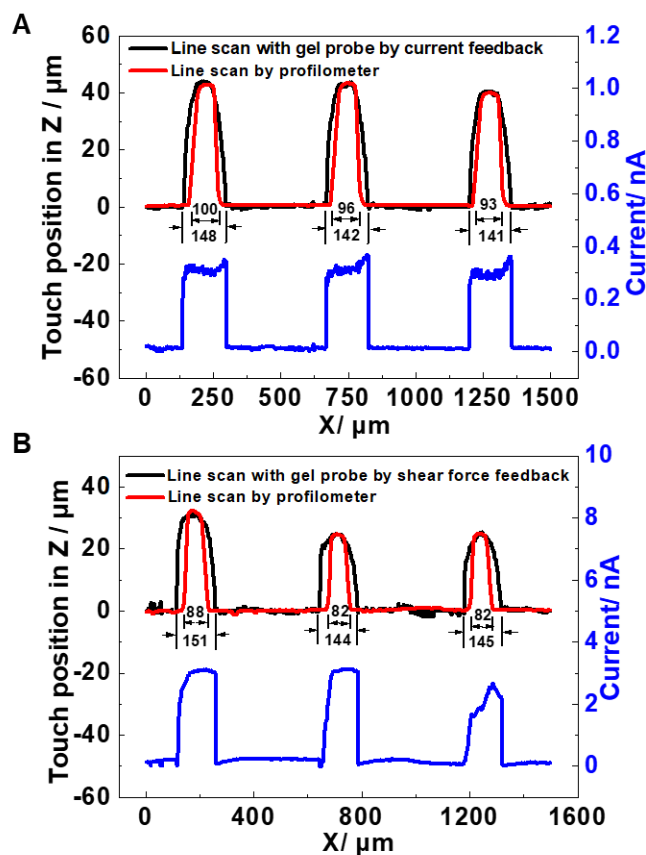 A
Line scan with gel probe by current feedback
Line scan by profilometer
Touch position in Z / µm
60
40
20
0
-20
-40
-60
1.2
1.0
0.8
0.6
0.4
0.2
0.0
Current/ nA
100
148
96
142
93
141
0 250 500 750 1000 1250 1500
X/ µm
B
Line scan with gel probe by shear force feedback
Line scan by profilometer
Touch position in Z / µm
40
20
0
-20
-40
-60
10
8
6
4
2
0
Current/ nA
88
151
82
144
82
145
0 400 800 1200 1600
X/ µm